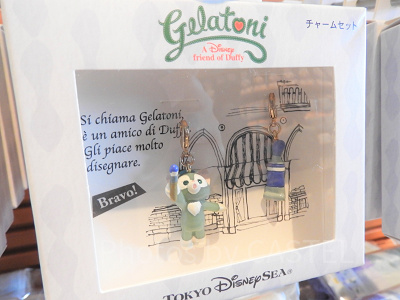 Gelatoni
チャームセット
A Disney
friend of Duffy
Si chiama Gelatoni,
è un amico di Duff
Gli piace molto
disegnare.
Bravo!
TOKYO DISNEYSEA®